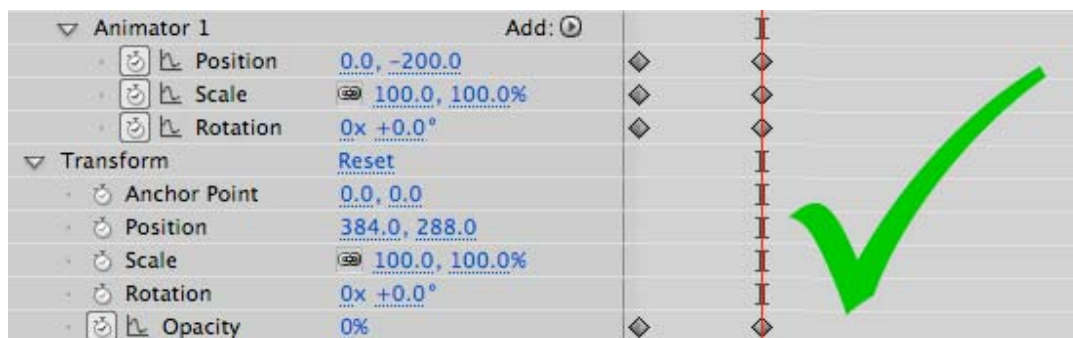 Animator 1 Add:
Position 0.0, -200.0
Scale 100.0, 100.0%
Rotation 0x +0.0°
Transform Reset
Anchor Point 0.0, 0.0
Position 384.0, 288.0
Scale 100.0, 100.0%
Rotation 0x +0.0°
Opacity 0%